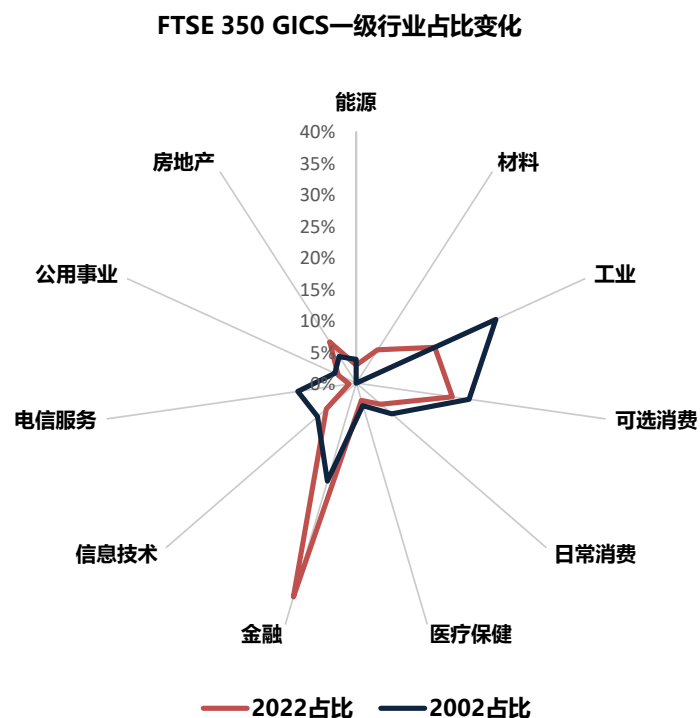 FTSE 350 GICS一级行业占比变化
能源
40%
35%
30%
25%
20%
15%
10%
5%
0%
材料
工业
可选消费
日常消费
医疗保健
金融
信息技术
电信服务
公用事业
房地产
2022占比
2002占比